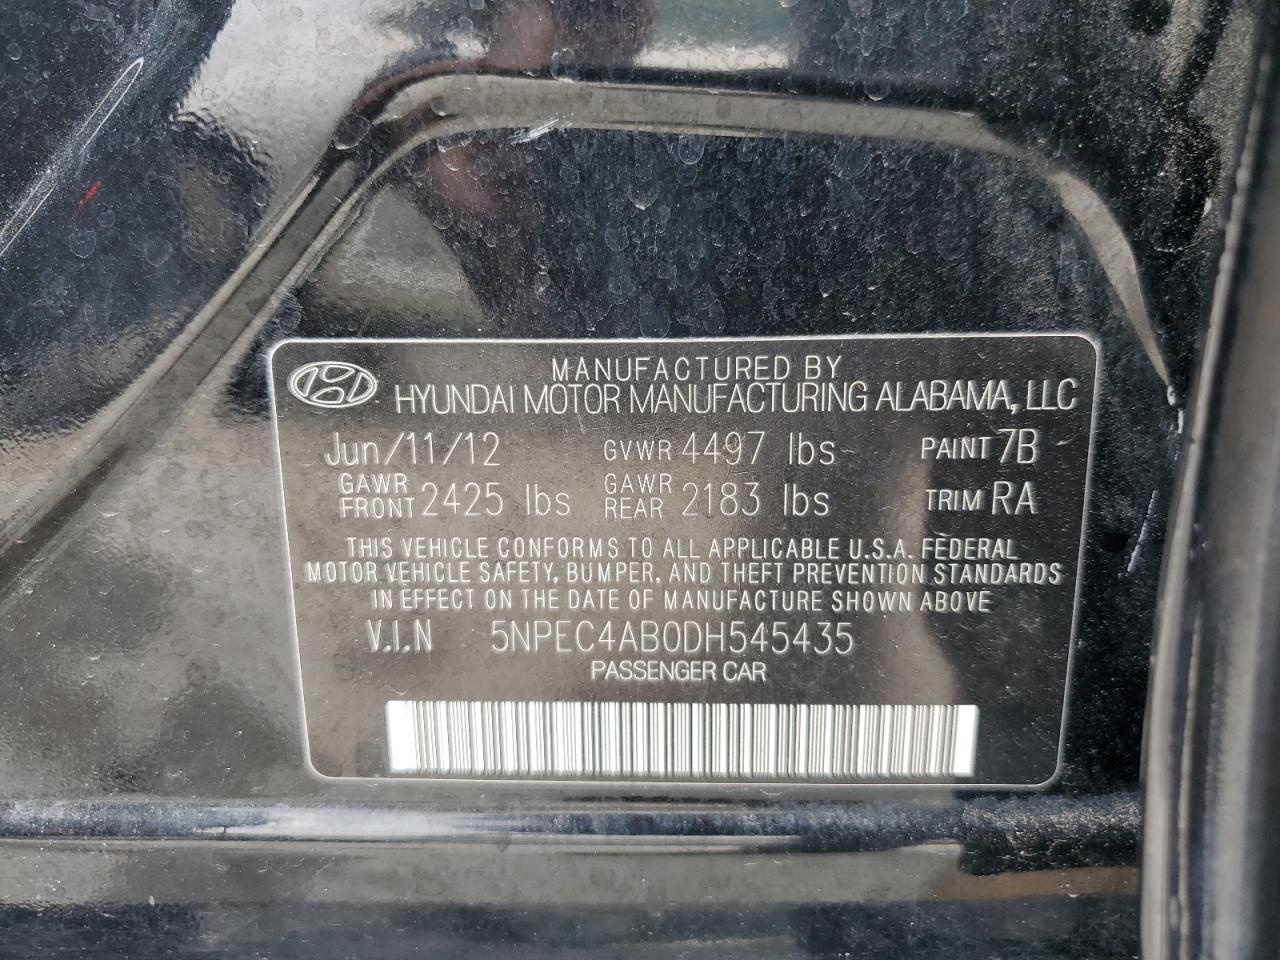 MANUFACTURED BY
HYUNDAI MOTOR MANUFACTURING ALABAMA, LLC
Jun/11/12 GVWR 4497 lbs PAINT 7B
GAWR FRONT 2425 lbs GAWR REAR 2183 lbs TRIM RA
THIS VEHICLE CONFORMS TO ALL APPLICABLE U.S.A. FEDERAL
MOTOR VEHICLE SAFETY, BUMPER, AND THEFT PREVENTION STANDARDS
IN EFFECT ON THE DATE OF MANUFACTURE SHOWN ABOVE
V.I.N 5NPEC4AB0DH545435
PASSENGER CAR